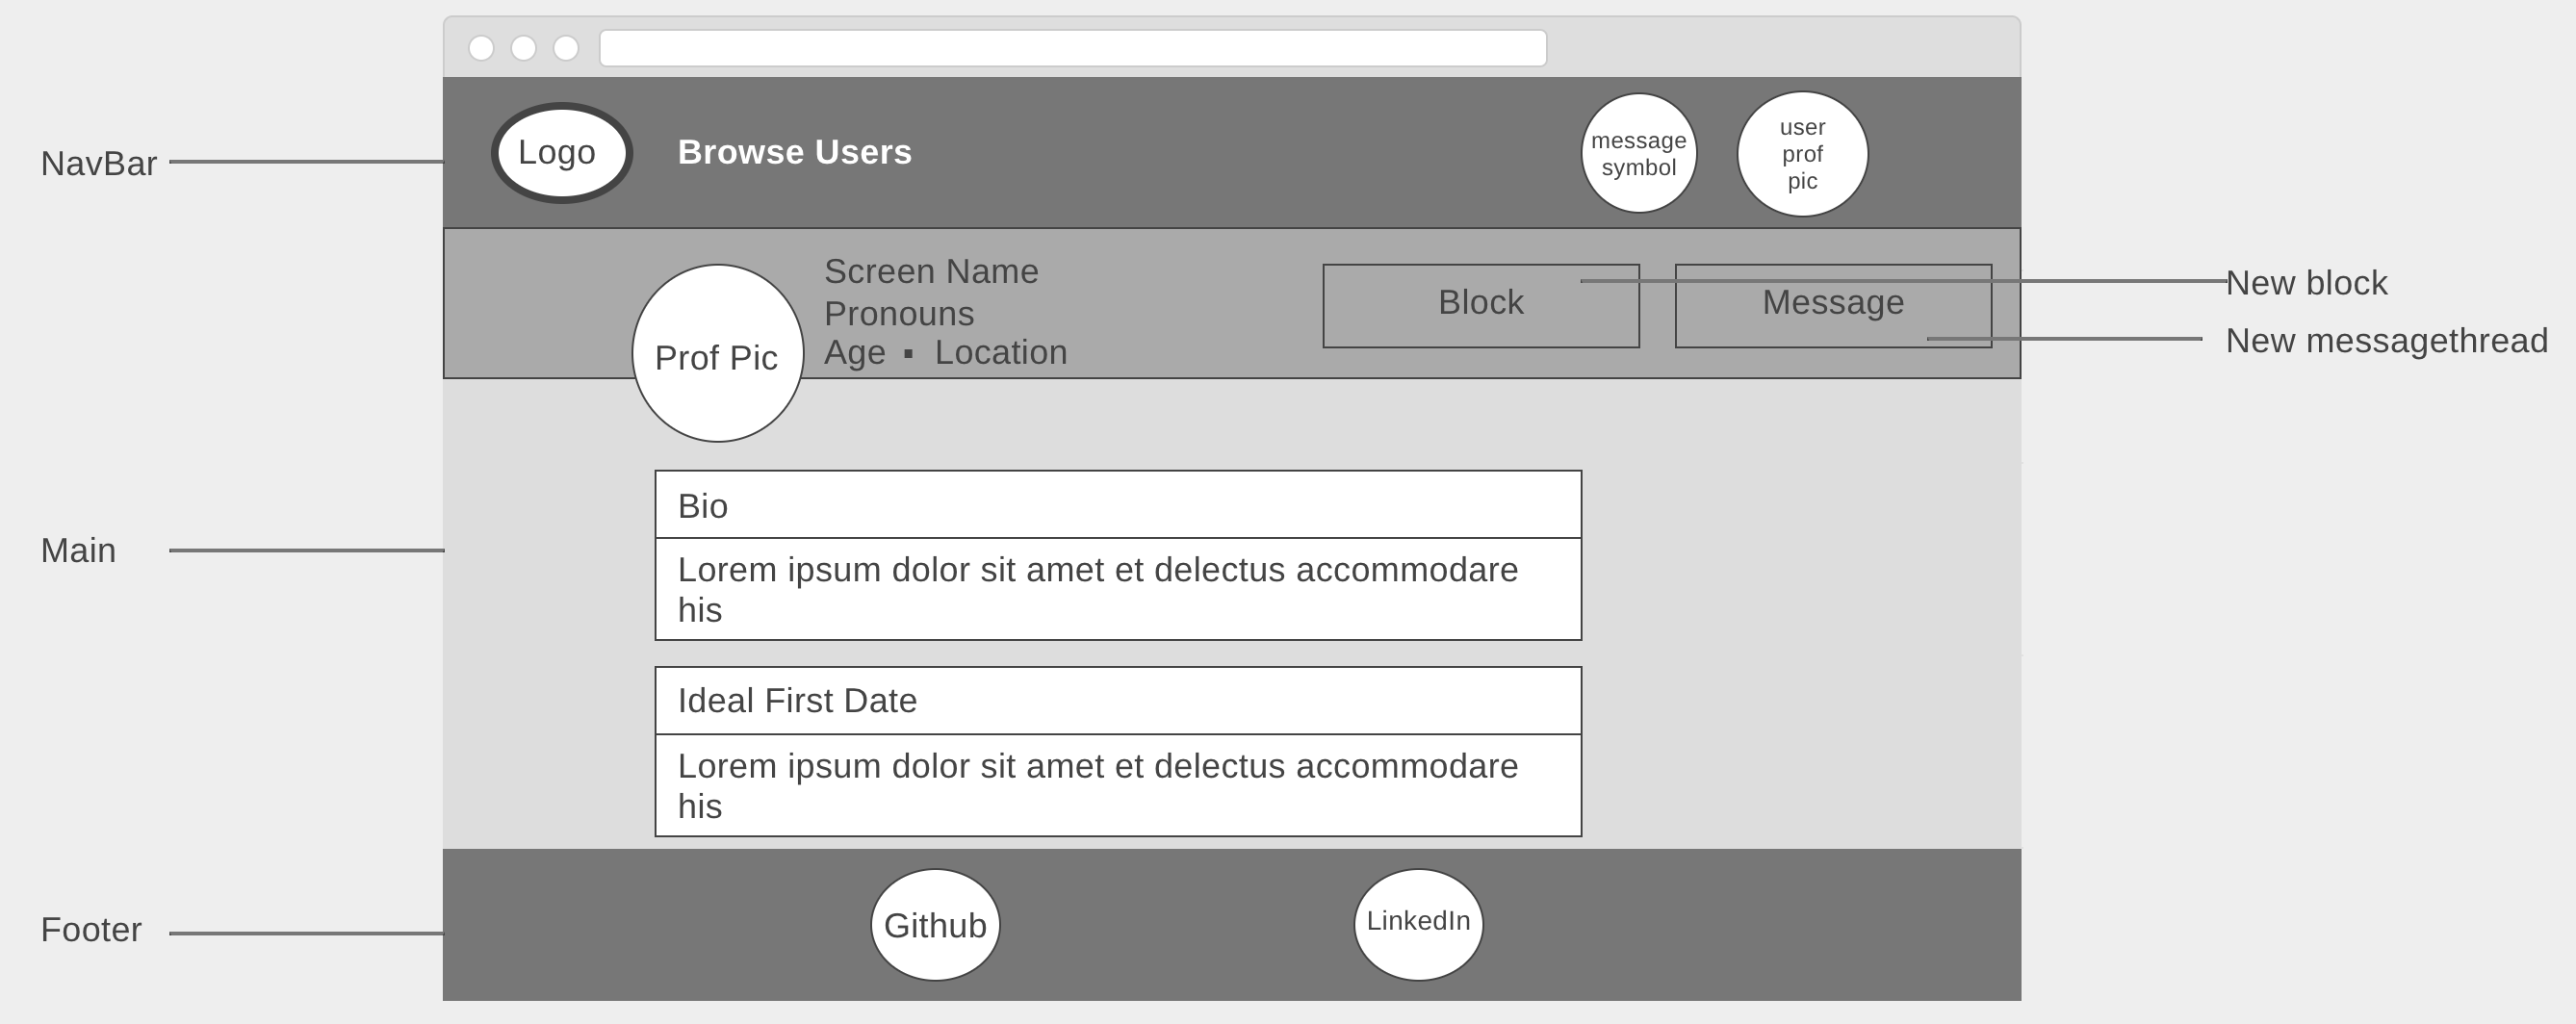 NavBar
Logo
Browse Users
message
symbol
user
prof
pic
Prof Pic
Screen Name
Pronouns
Age ▪ Location
Block
Message
New block
New messagethread
Main
Bio
Lorem ipsum dolor sit amet et delectus accommodare
his
Ideal First Date
Lorem ipsum dolor sit amet et delectus accommodare
his
Footer
Github
LinkedIn